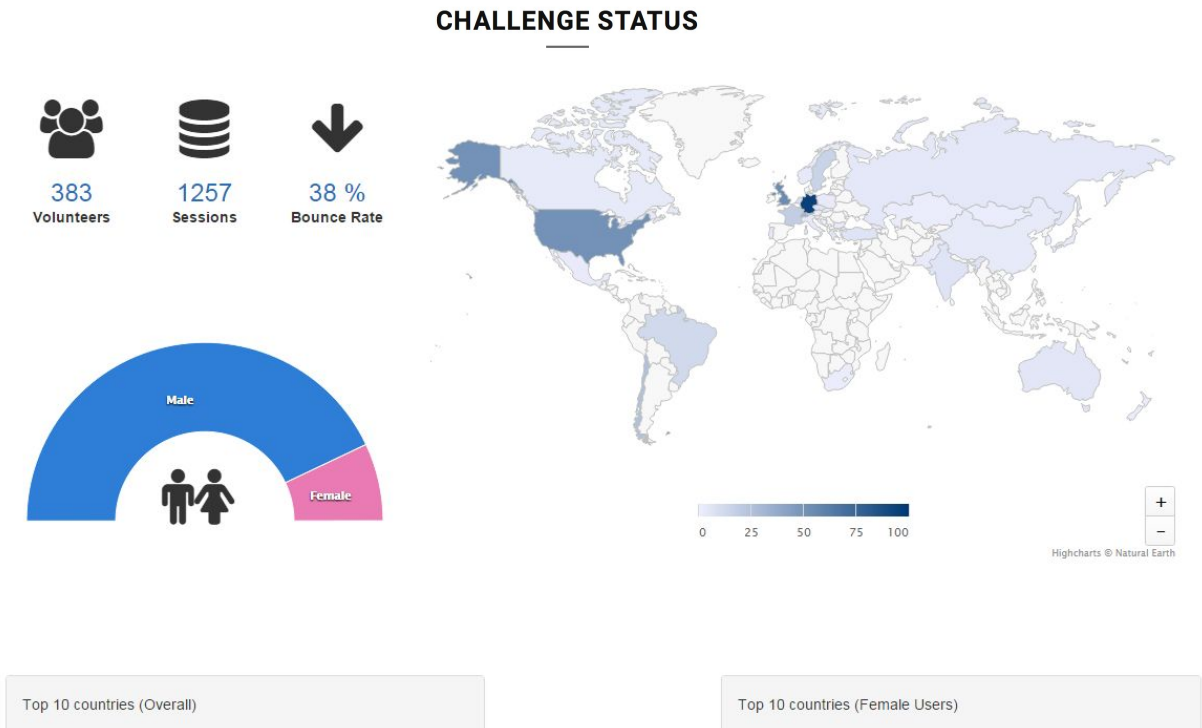 CHALLENGE STATUS
383
Volunteers
1257
Sessions
38 %
Bounce Rate
Male
Female
0 25 50 75 100
+
−
Highcharts © Natural Earth
Top 10 countries (Overall)
Top 10 countries (Female Users)